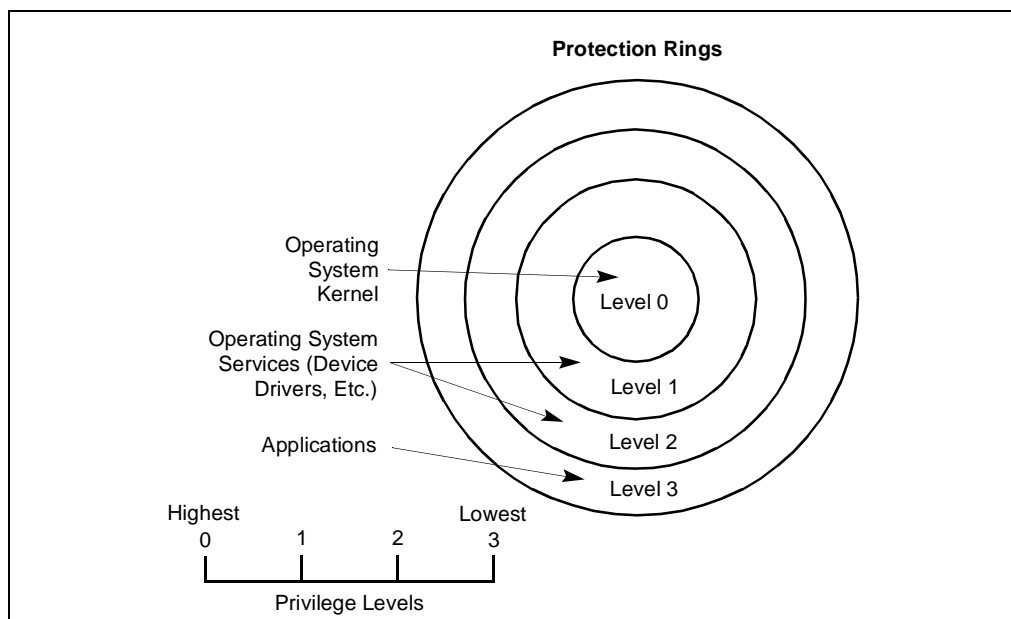 Protection Rings
Operating
System
Kernel
Level 0
Operating System
Services (Device
Drivers, Etc.)
Level 1
Level 2
Applications
Level 3
Highest
Lowest
0
1
2
3
Privilege Levels